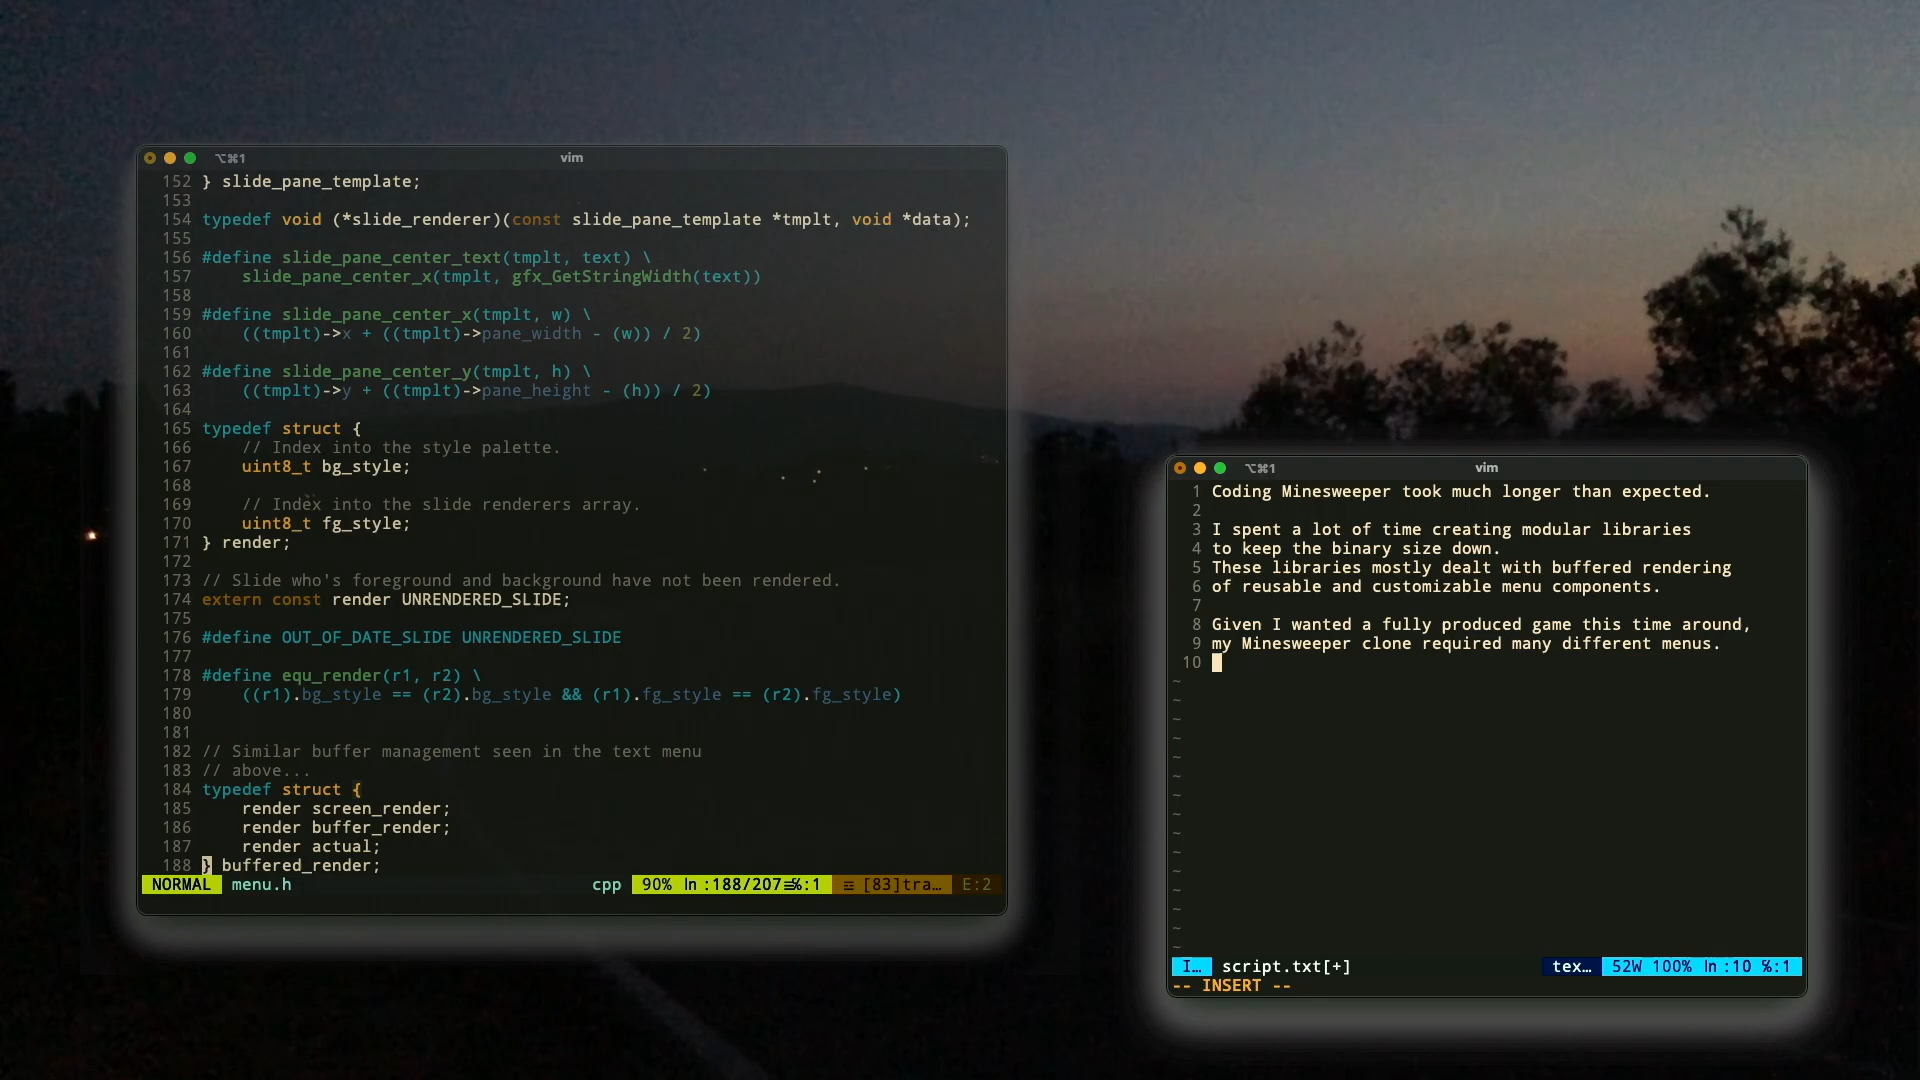 ⌥⌘1 vim
152 } slide_pane_template;
153
154 typedef void (*slide_renderer)(const slide_pane_template *tmplt, void *data);
155
156 #define slide_pane_center_text(tmplt, text) \
157     slide_pane_center_x(tmplt, gfx_GetStringWidth(text))
158
159 #define slide_pane_center_x(tmplt, w) \
160     ((tmplt)->x + ((tmplt)->pane_width - (w)) / 2)
161
162 #define slide_pane_center_y(tmplt, h) \
163     ((tmplt)->y + ((tmplt)->pane_height - (h)) / 2)
164
165 typedef struct {
166     // Index into the style palette.
167     uint8_t bg_style;
168
169     // Index into the slide renderers array.
170     uint8_t fg_style;
171 } render;
172
173 // Slide who's foreground and background have not been rendered.
174 extern const render UNRENDERED_SLIDE;
175
176 #define OUT_OF_DATE_SLIDE UNRENDERED_SLIDE
177
178 #define equ_render(r1, r2) \
179     ((r1).bg_style == (r2).bg_style && (r1).fg_style == (r2).fg_style)
180
181
182 // Similar buffer management seen in the text menu
183 // above...
184 typedef struct {
185     render screen_render;
186     render buffer_render;
187     render actual;
188 } buffered_render;
NORMAL menu.h cpp 90% ln :188/207≡℅:1 ☲ [83]tra… E:2
⌥⌘1 vim
1 Coding Minesweeper took much longer than expected.
2
3 I spent a lot of time creating modular libraries
4 to keep the binary size down.
5 These libraries mostly dealt with buffered rendering
6 of reusable and customizable menu components.
7
8 Given I wanted a fully produced game this time around,
9 my Minesweeper clone required many different menus.
10
I… script.txt[+] tex… 52W 100% ln :10 ℅:1
-- INSERT --